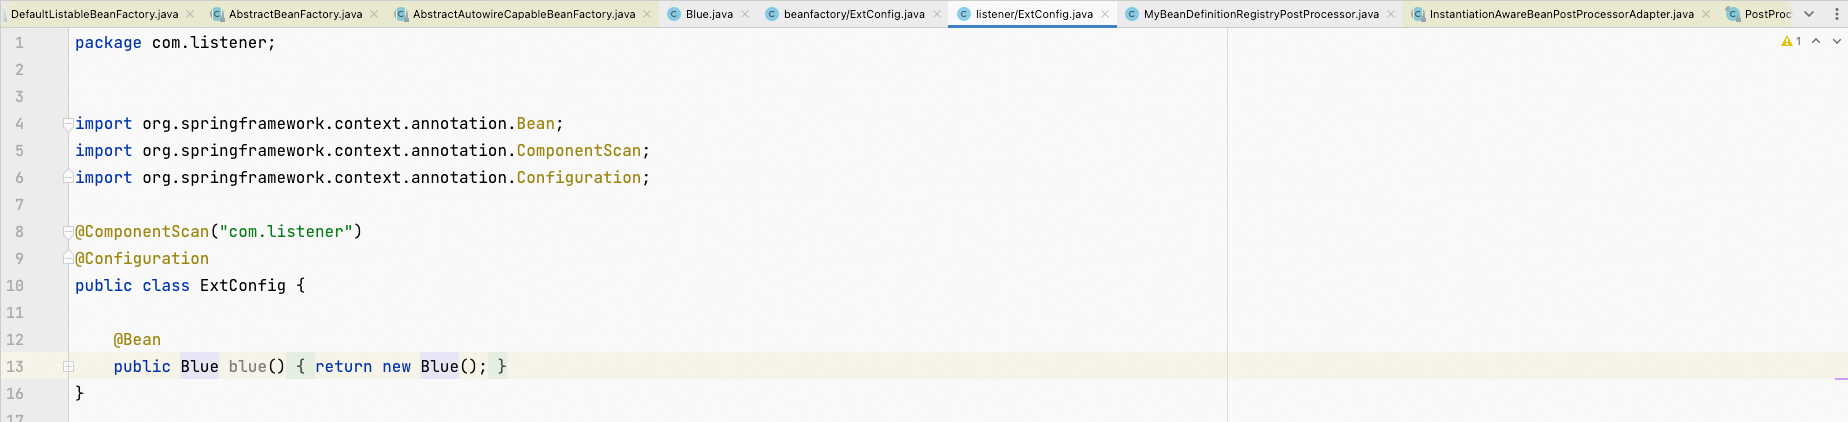 DefaultListableBeanFactory.java AbstractBeanFactory.java AbstractAutowireCapableBeanFactory.java Blue.java beanfactory/ExtConfig.java listener/ExtConfig.java MyBeanDefinitionRegistryPostProcessor.java InstantiationAwareBeanPostProcessorAdapter.java PostProc
1 package com.listener;
1
2
3
4 import org.springframework.context.annotation.Bean;
5 import org.springframework.context.annotation.ComponentScan;
6 import org.springframework.context.annotation.Configuration;
7
8 @ComponentScan("com.listener")
9 @Configuration
10 public class ExtConfig {
11
12 @Bean
13 public Blue blue() { return new Blue(); }
16 }
17